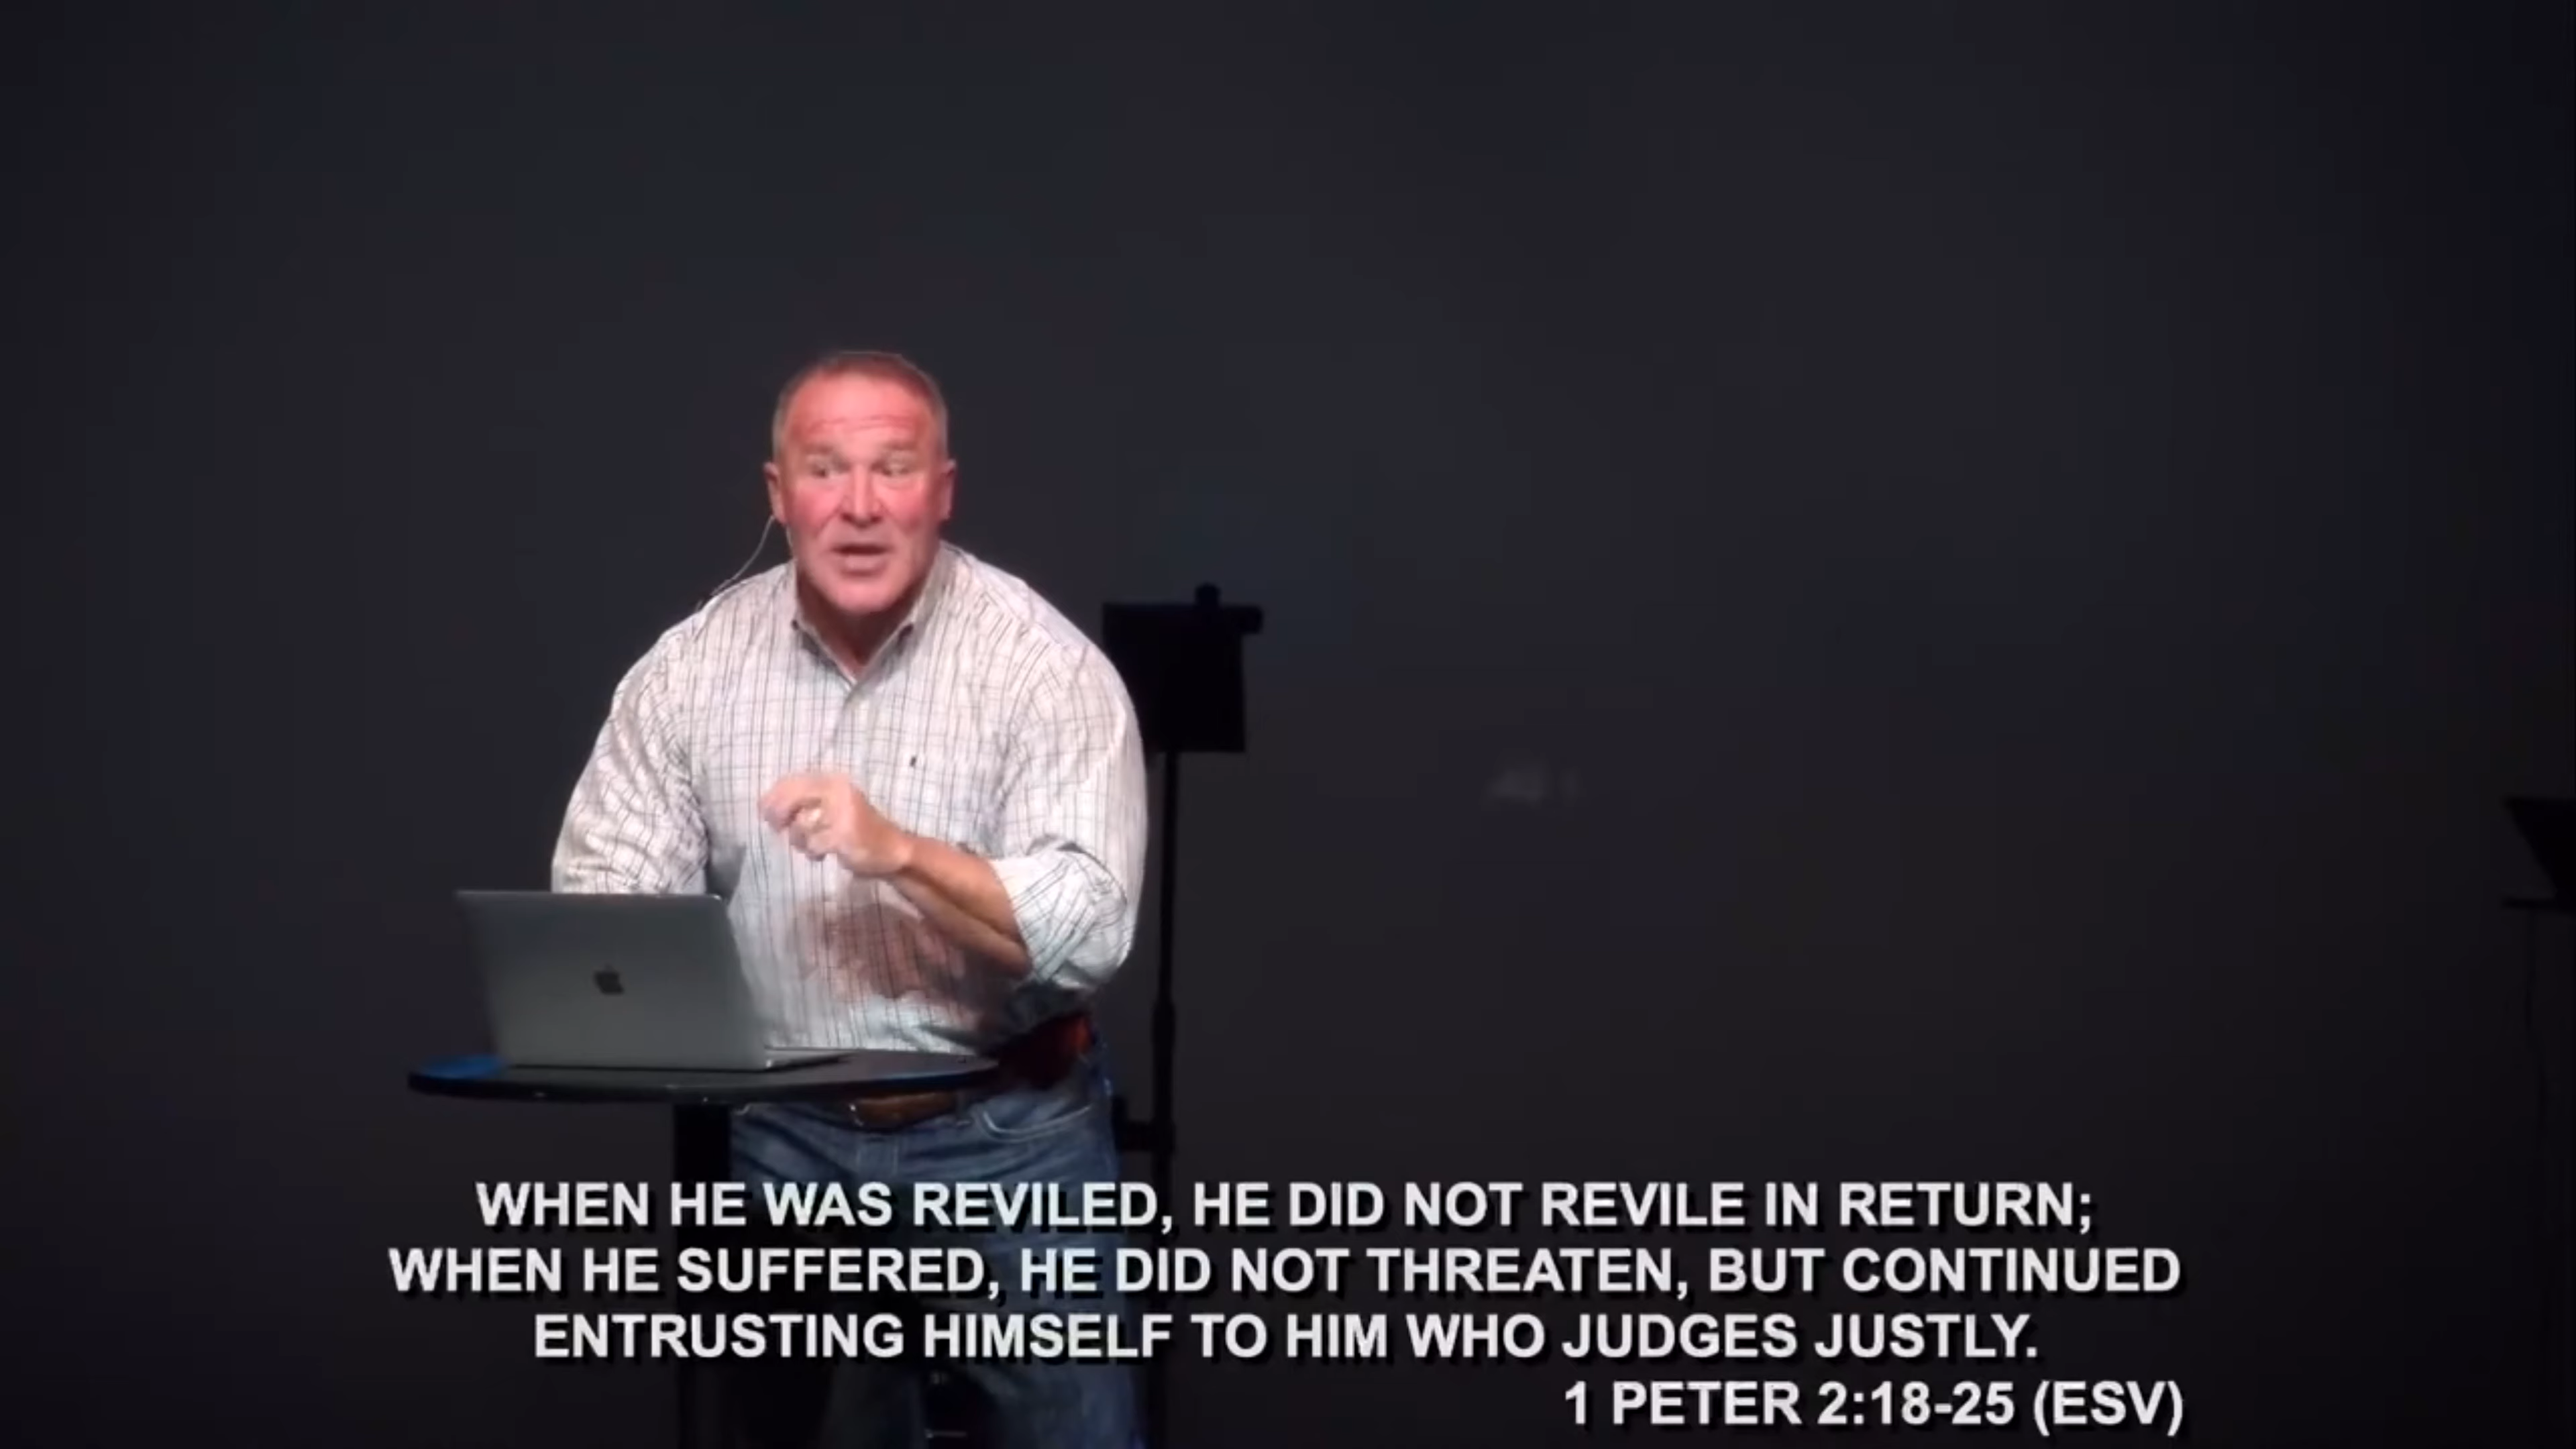 WHEN HE WAS REVILED, HE DID NOT REVILE IN RETURN;
WHEN HE SUFFERED, HE DID NOT THREATEN, BUT CONTINUED
ENTRUSTING HIMSELF TO HIM WHO JUDGES JUSTLY.
1 PETER 2:18-25 (ESV)